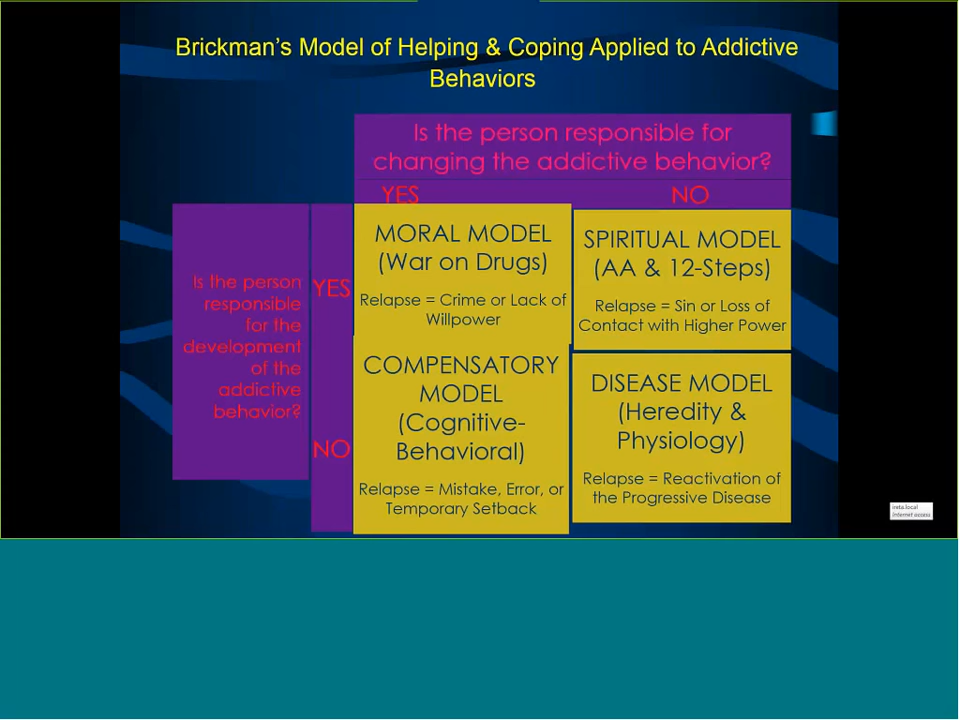 Brickman's Model of Helping & Coping Applied to Addictive
Behaviors
Is the person responsible for
changing the addictive behavior?
YES
NO
Is the person
responsible
for the
development
of the
addictive
behavior?
YES
NO
MORAL MODEL
(War on Drugs)
Relapse = Crime or Lack of
Willpower
SPIRITUAL MODEL
(AA & 12-Steps)
Relapse = Sin or Loss of
Contact with Higher Power
COMPENSATORY
MODEL
(Cognitive-
Behavioral)
Relapse = Mistake, Error, or
Temporary Setback
DISEASE MODEL
(Heredity &
Physiology)
Relapse = Reactivation of
the Progressive Disease
Internet access